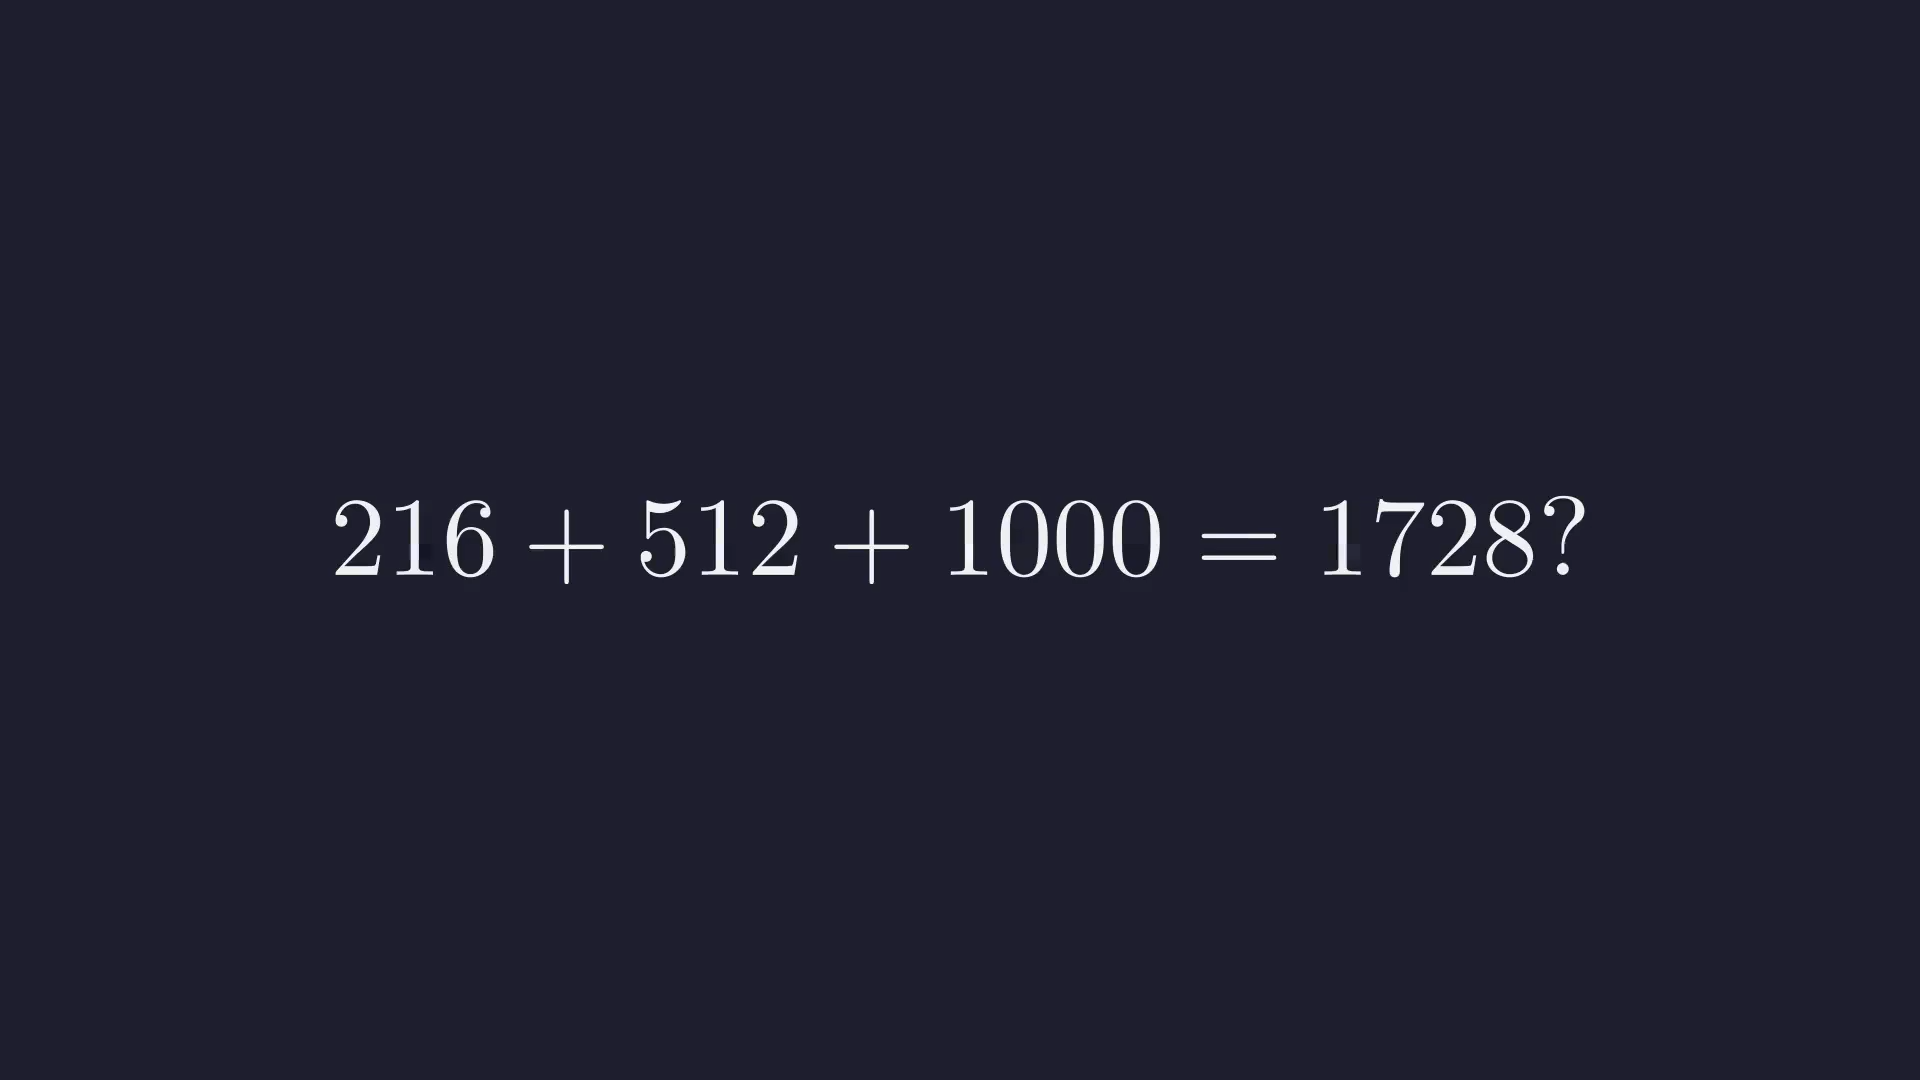 216 + 512 + 1000 = 1728?